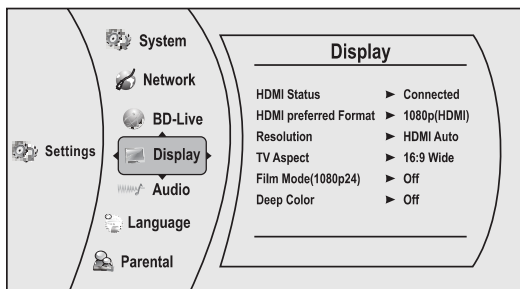 Settings
System
Network
BD-Live
Display
Audio
Language
Parental
Display
HDMI Status ► Connected
HDMI preferred Format ► 1080p(HDMI)
Resolution ► HDMI Auto
TV Aspect ► 16:9 Wide
Film Mode(1080p24) ► Off
Deep Color ► Off